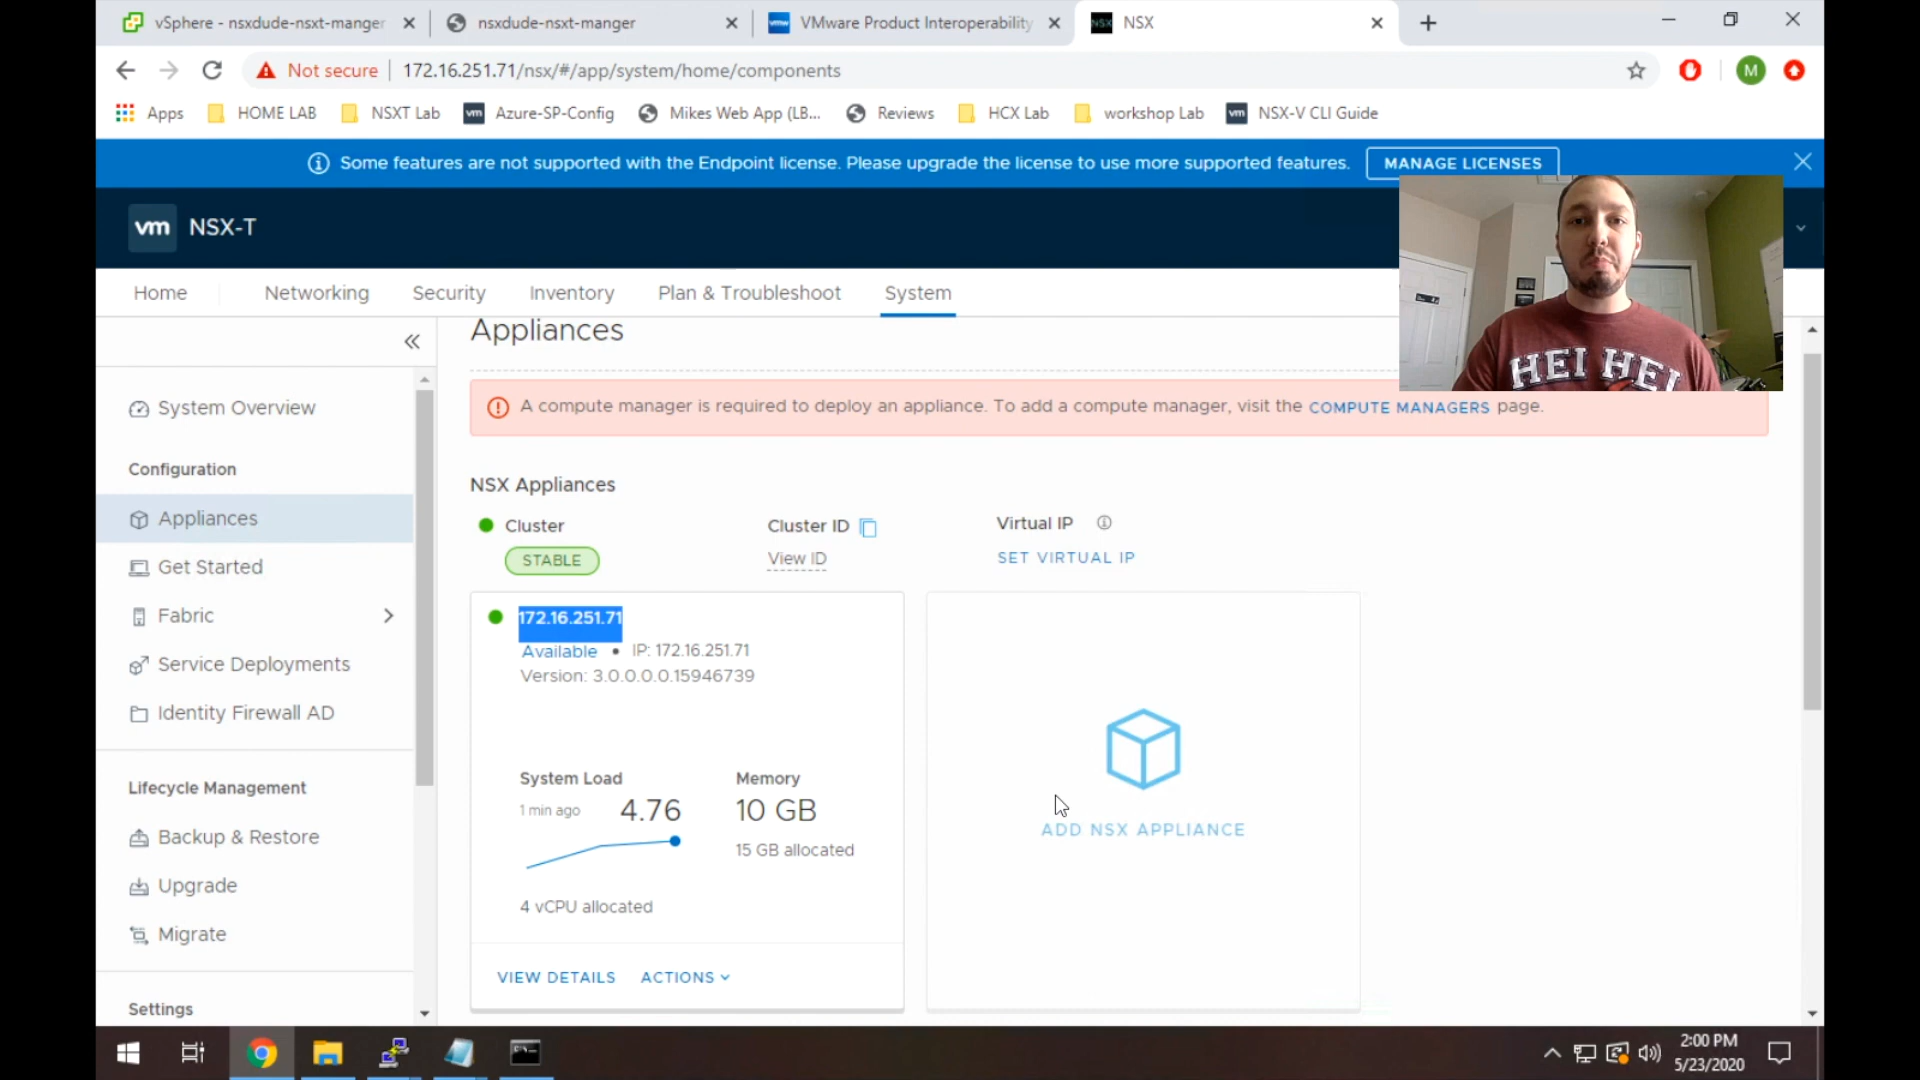 vSphere - nsxdude-nsxt-manger
nsxdude-nsxt-manger
VMware Product Interoperability
NSX
NSX
Not secure
172.16.251.71/nsx/#/app/system/home/components
M
Apps
HOME LAB
NSXT Lab
vm
Azure-SP-Config
Mikes Web App (LB...
Reviews
HCX Lab
workshop Lab
vm
NSX-V CLI Guide
Some features are not supported with the Endpoint license. Please upgrade the license to use more supported features.
MANAGE LICENSES
vm
NSX-T
Home
Networking
Security
Inventory
Plan & Troubleshoot
System
HEI HEI
Appliances
A compute manager is required to deploy an appliance. To add a compute manager, visit the COMPUTE MANAGERS page.
System Overview
Configuration
Appliances
Get Started
Fabric
Service Deployments
Identity Firewall AD
Lifecycle Management
Backup & Restore
Upgrade
Migrate
Settings
NSX Appliances
Cluster
Cluster ID
Virtual IP
STABLE
View ID
SET VIRTUAL IP
172.16.251.71
Available • IP: 172.16.251.71
Version: 3.0.0.0.0.15946739
System Load
Memory
1 min ago
4.76
10 GB
15 GB allocated
4 vCPU allocated
VIEW DETAILS
ACTIONS
ADD NSX APPLIANCE
2:00 PM
5/23/2020